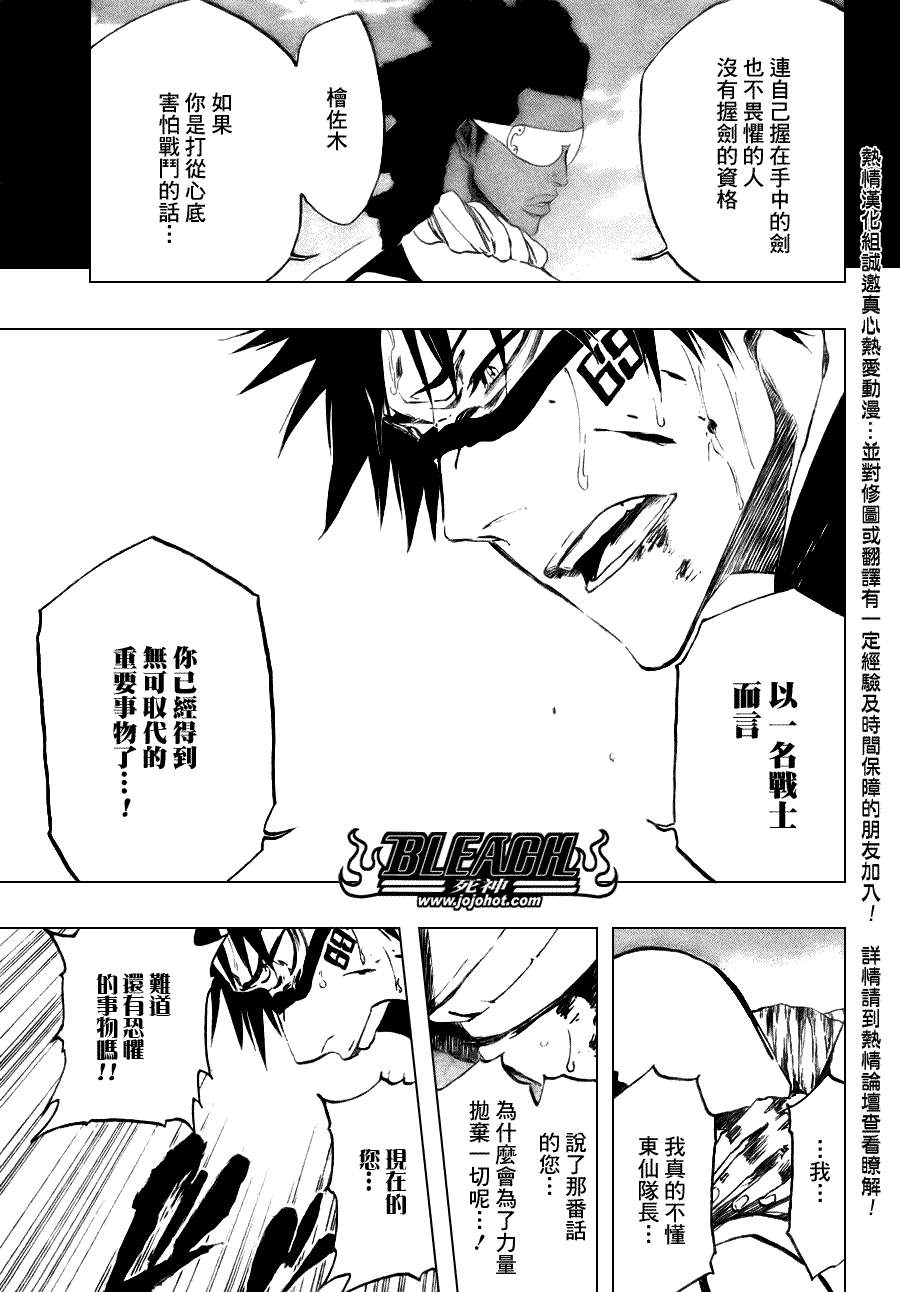 連自己握在手中的劍
也不畏懼的人
沒有握劍的資格
檜佐木
如果
你是打從心底
害怕戰鬥的話…
69
以一名戰士
而言
你已經得到
無可取代的
重要事物了…！
BLEACH
死神
www.jojohot.com
…我…
我真的不懂
東仙隊長…
說了那番話
的您…
為什麼會為了力量
拋棄一切呢…！
69
現在的
您…
難道
還有恐懼
的事物嗎!!
熱情漢化組誠邀真心熱愛動漫…並對修圖或翻譯有一定經驗及時間保障的朋友加入！ 詳情請到熱情論壇查看瞭解！